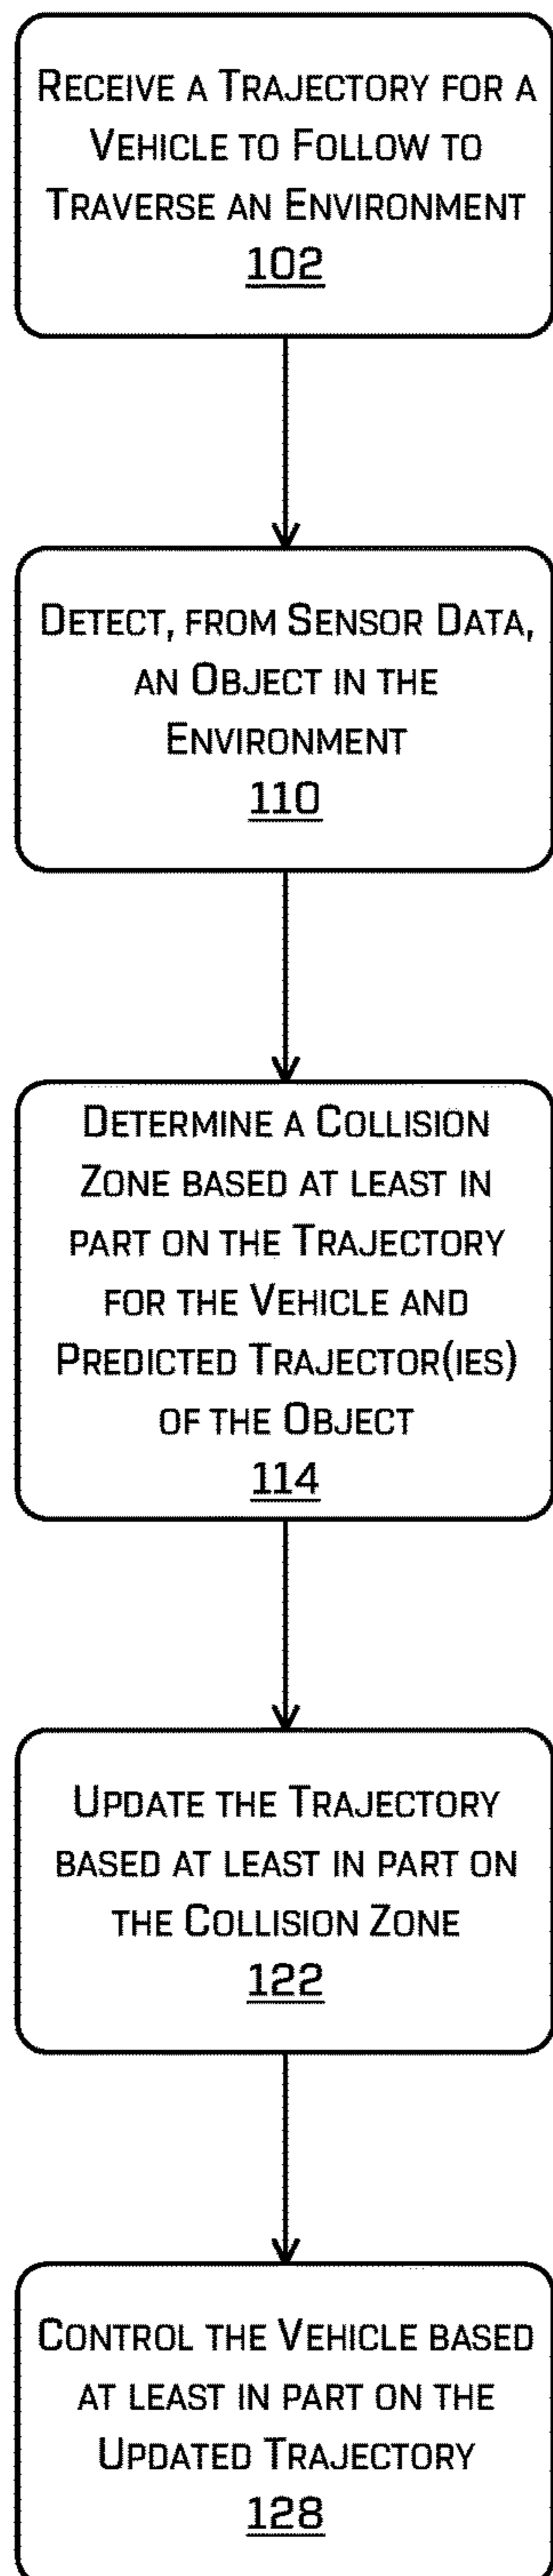 RECEIVE A TRAJECTORY FOR A
VEHICLE TO FOLLOW TO
TRAVERSE AN ENVIRONMENT
102
DETECT, FROM SENSOR DATA,
AN OBJECT IN THE
ENVIRONMENT
110
DETERMINE A COLLISION
ZONE BASED AT LEAST IN
PART ON THE TRAJECTORY
FOR THE VEHICLE AND
PREDICTED TRAJECTOR(IES)
OF THE OBJECT
114
UPDATE THE TRAJECTORY
BASED AT LEAST IN PART ON
THE COLLISION ZONE
122
CONTROL THE VEHICLE BASED
AT LEAST IN PART ON THE
UPDATED TRAJECTORY
128